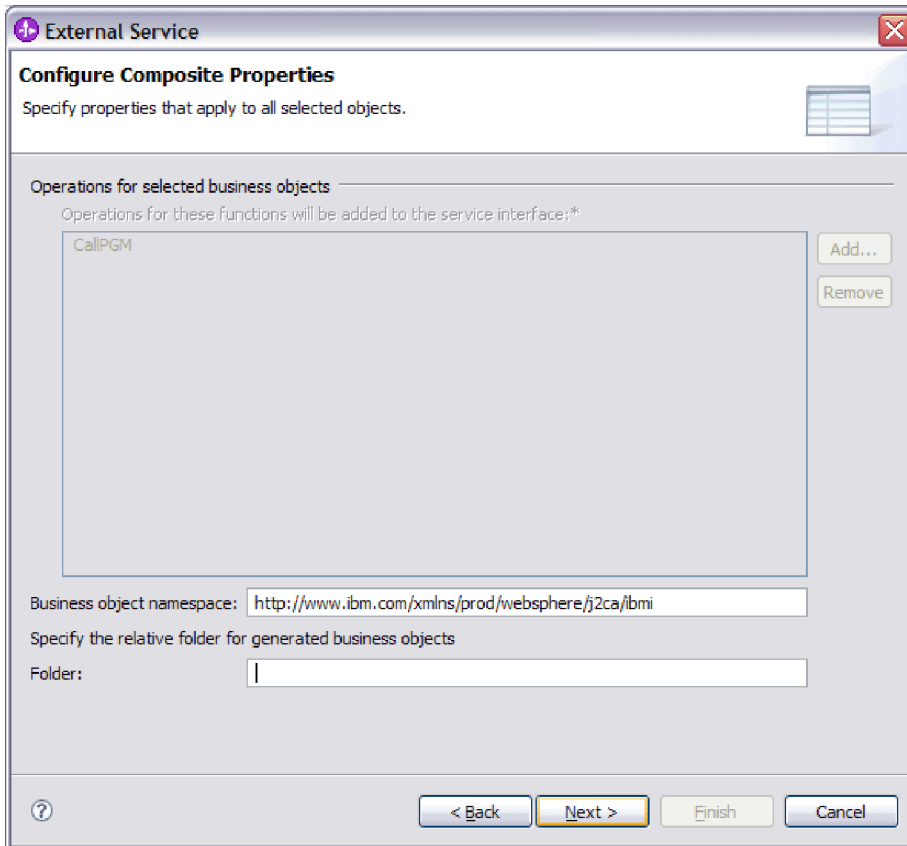 External Service
Configure Composite Properties
Specify properties that apply to all selected objects.
Operations for selected business objects
Operations for these functions will be added to the service interface:*
CallPGM
Add...
Remove
Business object namespace: http://www.ibm.com/xmlns/prod/websphere/j2ca/ibmi
Specify the relative folder for generated business objects
Folder:
? < Back Next > Finish Cancel